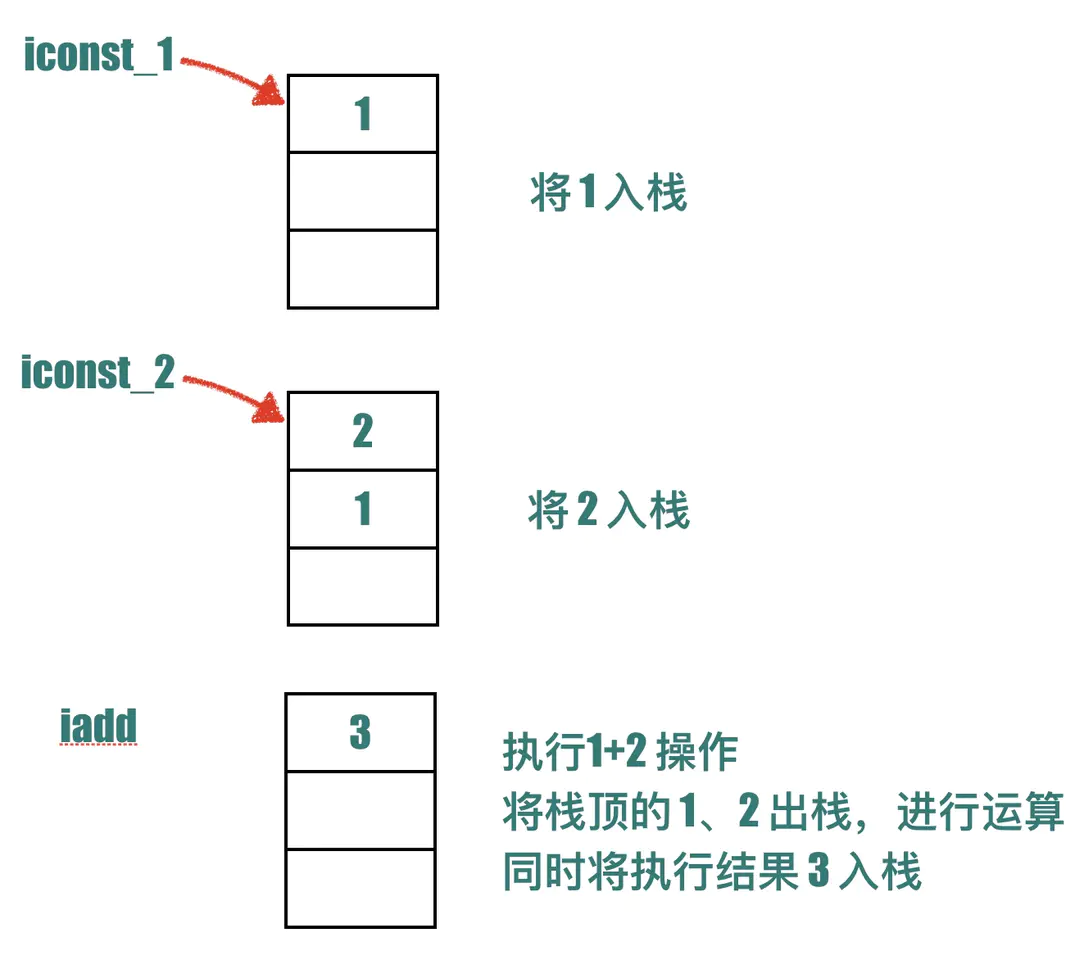 iconst_1
1
将 1 入栈
iconst_2
2
1
将 2 入栈
iadd
3
执行1+2 操作
将栈顶的 1、2 出栈，进行运算
同时将执行结果 3 入栈